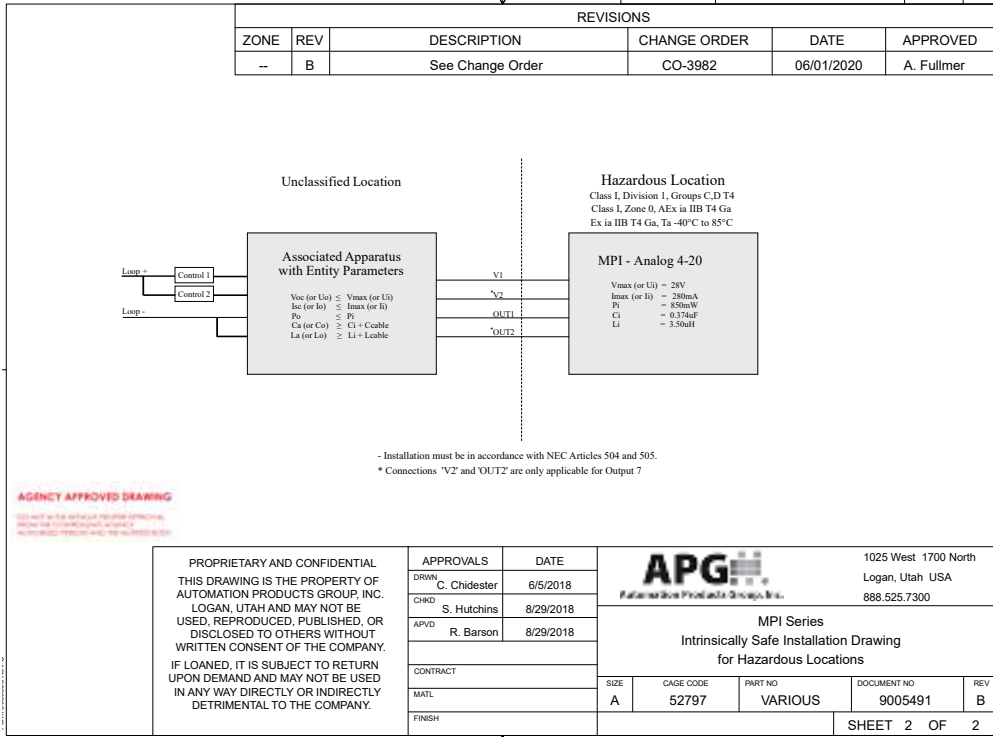 REVISIONS
ZONE REV DESCRIPTION CHANGE ORDER DATE APPROVED
-- B See Change Order CO-3982 06/01/2020 A. Fullmer
Unclassified Location
Hazardous Location
Class I, Division 1, Groups C,D T4
Class I, Zone 0, AEx ia IIB T4 Ga
Ex ia IIB T4 Ga, Ta -40°C to 85°C
Loop +
Control 1
Control 2
Loop -
Associated Apparatus
with Entity Parameters
Voc (or Uo) ≤ Vmax (or Ui)
Isc (or Io) ≤ Imax (or Ii)
Po ≤ Pi
Ca (or Co) ≥ Ci + Ccable
La (or Lo) ≥ Li + Lcable
V1
*V2
OUT1
*OUT2
MPI - Analog 4-20
Vmax (or Ui) = 28V
Imax (or Ii) = 280mA
Pi = 850mW
Ci = 0.374uF
Li = 3.50uH
- Installation must be in accordance with NEC Articles 504 and 505.
* Connections 'V2' and 'OUT2' are only applicable for Output 7
AGENCY APPROVED DRAWING
PROPRIETARY AND CONFIDENTIAL
THIS DRAWING IS THE PROPERTY OF
AUTOMATION PRODUCTS GROUP, INC.
LOGAN, UTAH AND MAY NOT BE
USED, REPRODUCED, PUBLISHED, OR
DISCLOSED TO OTHERS WITHOUT
WRITTEN CONSENT OF THE COMPANY.
IF LOANED, IT IS SUBJECT TO RETURN
UPON DEMAND AND MAY NOT BE USED
IN ANY WAY DIRECTLY OR INDIRECTLY
DETRIMENTAL TO THE COMPANY.
APPROVALS DATE
DRWN C. Chidester 6/5/2018
CHKD S. Hutchins 8/29/2018
APVD R. Barson 8/29/2018
CONTRACT
MATL
FINISH
APG
Automation Products Group, Inc.
1025 West 1700 North
Logan, Utah USA
888.525.7300
MPI Series
Intrinsically Safe Installation Drawing
for Hazardous Locations
SIZE CAGE CODE PART NO DOCUMENT NO REV
A 52797 VARIOUS 9005491 B
SHEET 2 OF 2